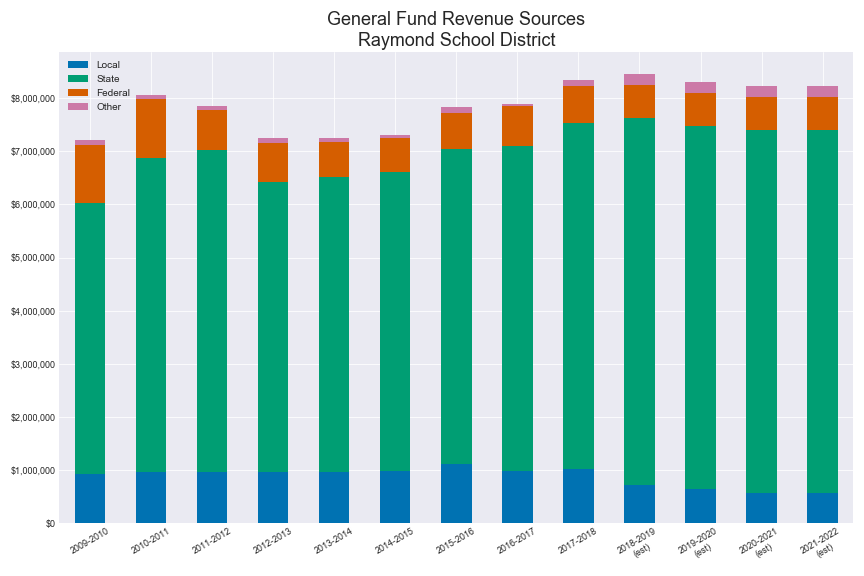 General Fund Revenue Sources
Raymond School District
Local
State
Federal
Other
$8,000,000
$7,000,000
$6,000,000
$5,000,000
$4,000,000
$3,000,000
$2,000,000
$1,000,000
$0
2009-2010
2010-2011
2011-2012
2012-2013
2013-2014
2014-2015
2015-2016
2016-2017
2017-2018
2018-2019
(est)
2019-2020
(est)
2020-2021
(est)
2021-2022
(est)